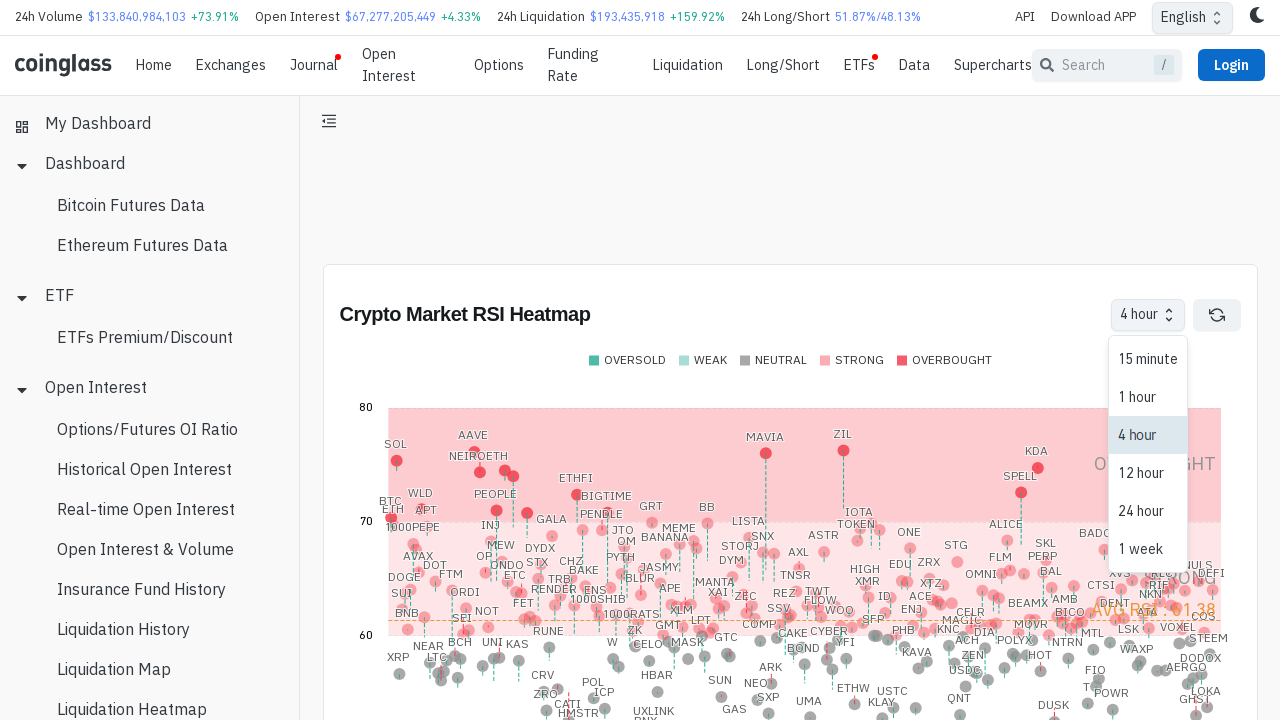 24h Volume $133,840,984,103 +73.91% Open Interest $67,277,205,449 +4.33% 24h Liquidation $193,435,918 +159.92% 24h Long/Short 51.87%/48.13% API Download APP English
coinglass Home Exchanges Journal Open Interest Options Funding Rate Liquidation Long/Short ETFs Data Supercharts Search / Login
My Dashboard
Dashboard
Bitcoin Futures Data
Ethereum Futures Data
ETF
ETFs Premium/Discount
Open Interest
Options/Futures OI Ratio
Historical Open Interest
Real-time Open Interest
Open Interest & Volume
Insurance Fund History
Liquidation History
Liquidation Map
Liquidation Heatmap
Crypto Market RSI Heatmap
4 hour
15 minute
1 hour
4 hour
12 hour
24 hour
1 week
OVERSOLD WEAK NEUTRAL STRONG OVERBOUGHT
80
AAVE MAVIA ZIL
SOL NEIROETH KDA
ETHFI SPELL
WLD PEOPLE BIGTIME
BTC ETH APT PENDLE GRT BB IOTA
1000PEPE INJ GALA JTO MEME LISTA TOKEN ALICE
70
MEW DYDX OM BANANA STORJ SNX ASTR ONE STG SKL
AVAX OP CHZ PYTH DYM AXL FLM PERP
DOT ONDO STX BAKE JASMY HIGH EDU ZRX BAL
DOGE FTM ETC TRB BLUR TNSR XMR XTZ OMNI CTSI
SUI ORDI RENDER ENS APE MANTA XAI REZ TWT NKN
BNB NOT FET 1000SHIB XLM ZEC FLOW ID ACE BEAMX AMB DENT
SEI 1000RATS LPT SSV WOO ENJ CELR BICO ATA
GMT COMP SFP MAGIC MOVR COS
RUNE ZK GTC CAKE CYBER PHB KNC DIA MTL LSK VOXEL
60
XRP NEAR LTC BCH UNI KAS W CELO MASK BOND YFI KAVA ACH ZEN POLYX HOT NTRN WAXP STEEM
CRV HBAR ARK USDC FIO AERGO DODOX
ZRO POL ICP SUN NEO SXP ETHW USTC QNT POWR LOKA
CATI HMSTR UXLINK GAS UMA KLAY DUSK GHST